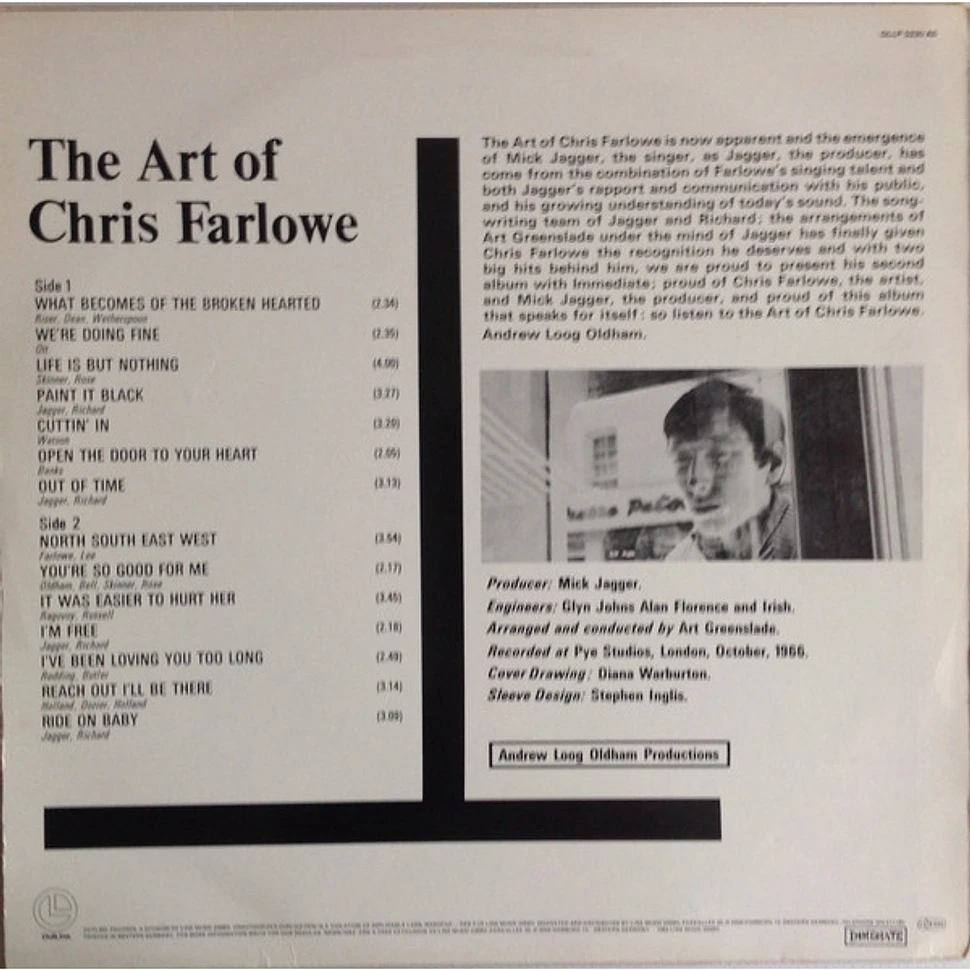 The Art of
Chris Farlowe
Side 1
WHAT BECOMES OF THE BROKEN HEARTED (2.34)
Riser, Dean, Wetherspoon
WE'RE DOING FINE (2.35)
Ott
LIFE IS BUT NOTHING (4.00)
Skinner, Rose
PAINT IT BLACK (3.27)
Jagger, Richard
CUTTIN' IN (3.20)
Watson
OPEN THE DOOR TO YOUR HEART
Banks
OUT OF TIME (3.13)
Jagger, Richard
Side 2
NORTH SOUTH EAST WEST (3.54)
Farlowe, Lee
YOU'RE SO GOOD FOR ME (2.17)
Oldham, Bell, Skinner, Rose
IT WAS EASIER TO HURT HER (3.45)
Ragovoy, Russell
I'M FREE (2.18)
Jagger, Richard
I'VE BEEN LOVING YOU TOO LONG (2.49)
Redding, Butler
REACH OUT I'LL BE THERE (3.14)
Holland, Dozier, Holland
RIDE ON BABY
Jagger, Richard
The Art of Chris Farlowe is now apparent and the emergence
of Mick Jagger, the singer, as Jagger, the producer, has
come from the combination of Farlowe's singing talent and
both Jagger's rapport and communication with his public,
and his growing understanding of today's sound. The song-
writing team of Jagger and Richard; the arrangements of
Art Greenslade under the mind of Jagger has finally given
Chris Farlowe the recognition he deserves and with two
big hits behind him, we are proud to present his second
album with Immediate; proud of Chris Farlowe, the artist,
and Mick Jagger, the producer, and proud of this album
that speaks for itself; so listen to the Art of Chris Farlowe.
Andrew Loog Oldham.
Producer: Mick Jagger.
Engineers: Glyn Johns Alan Florence and Irish.
Arranged and conducted by Art Greenslade.
Recorded at Pye Studios, London, October, 1966.
Cover Drawing: Diana Warburton.
Sleeve Design: Stephen Inglis.
Andrew Loog Oldham Productions
IMMEDIATE